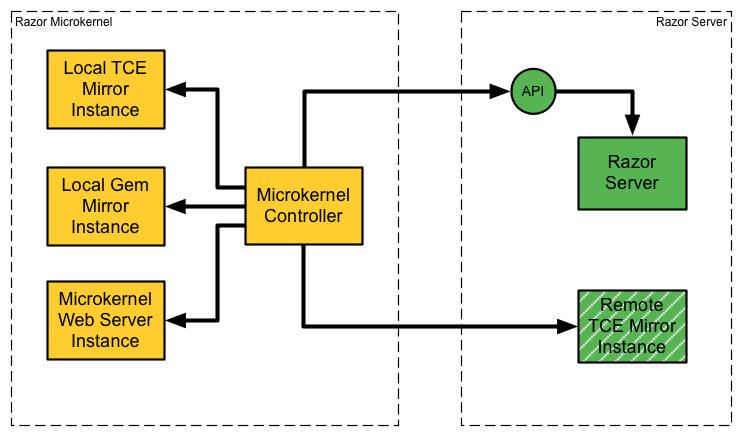 Razor Microkernel
Razor Server
Local TCE
Mirror
Instance
API
Razor
Server
Local Gem
Mirror
Instance
Microkernel
Controller
Microkernel
Web Server
Instance
Remote
TCE Mirror
Instance